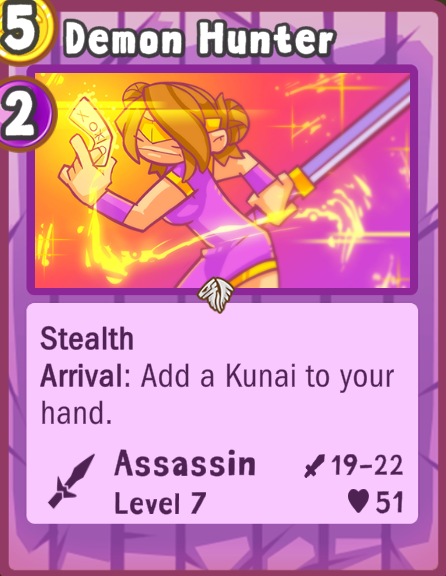 5
Demon Hunter
2
Stealth
Arrival: Add a Kunai to your
hand.
Assassin
19–22
Level 7
51